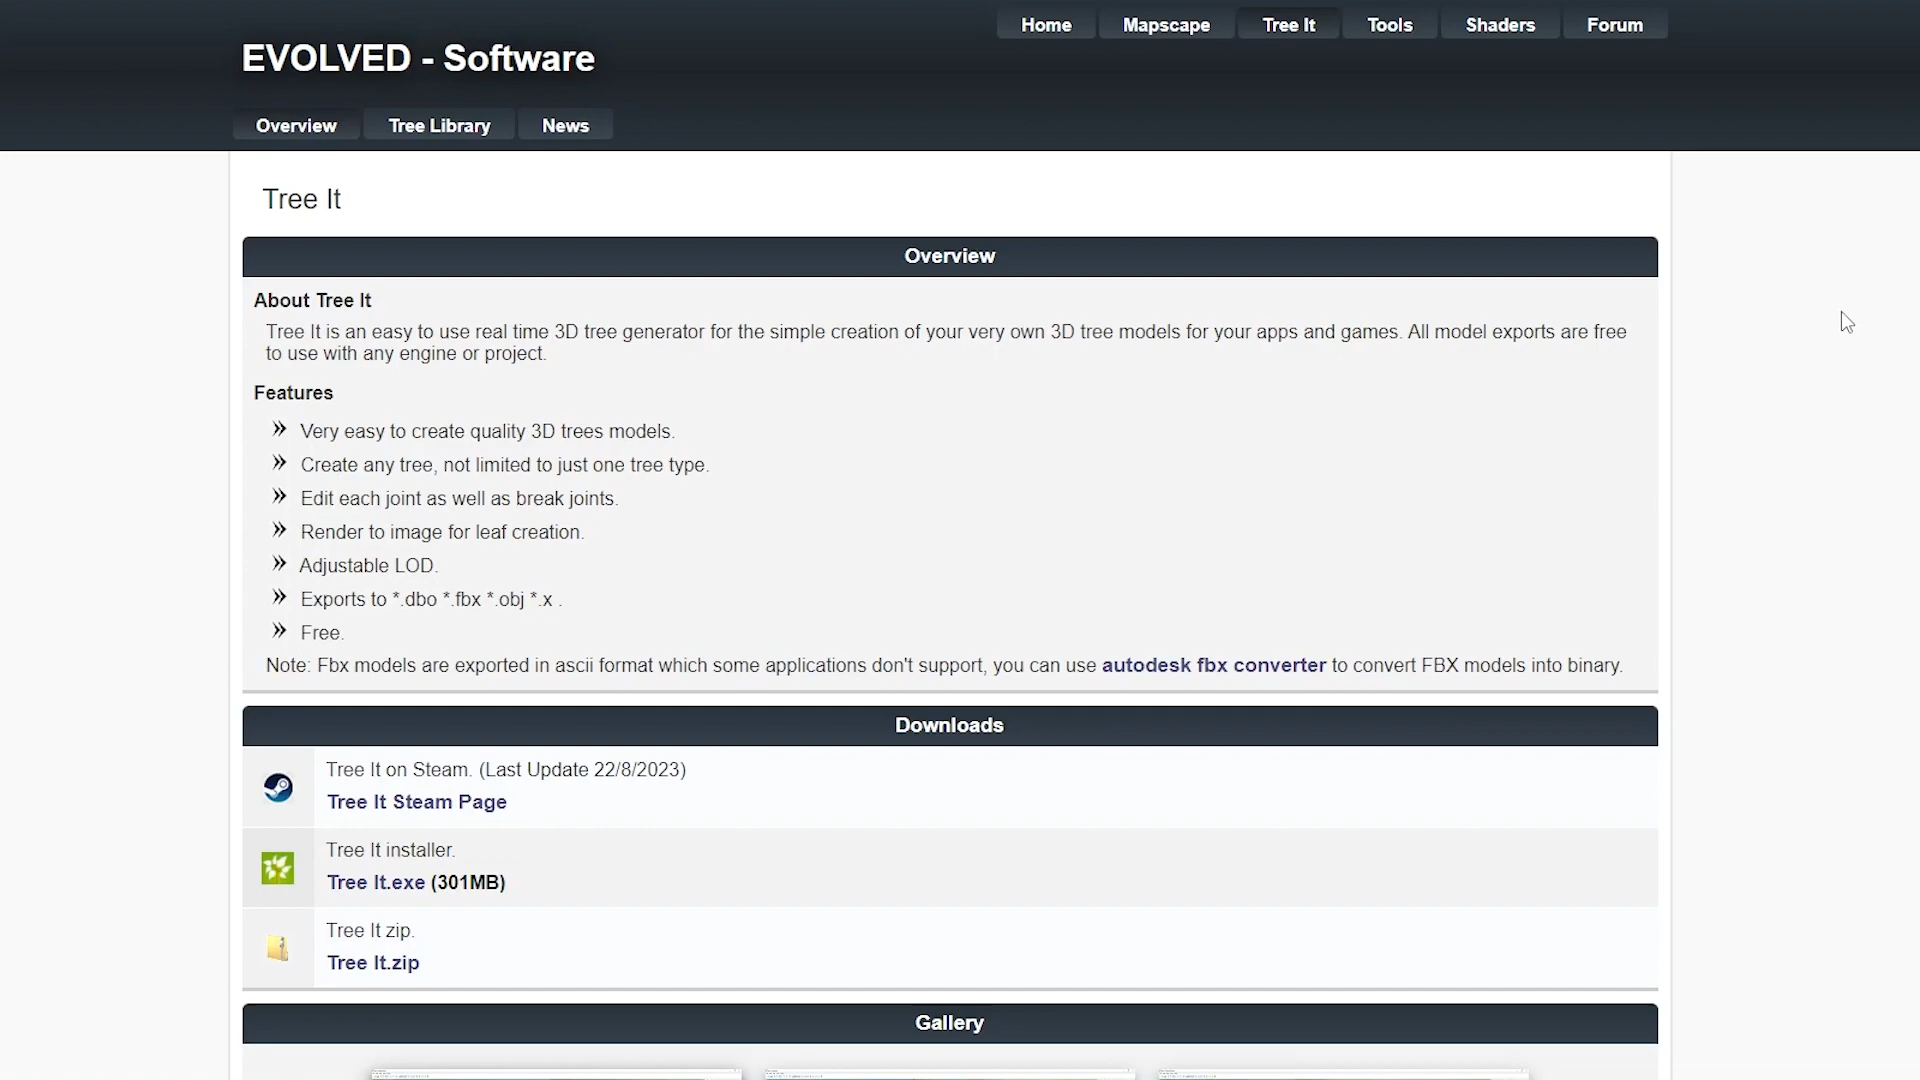 Home Mapscape Tree It Tools Shaders Forum
EVOLVED - Software
Overview Tree Library News
Tree It
Overview
About Tree It
Tree It is an easy to use real time 3D tree generator for the simple creation of your very own 3D tree models for your apps and games. All model exports are free
to use with any engine or project.
Features
» Very easy to create quality 3D trees models.
» Create any tree, not limited to just one tree type.
» Edit each joint as well as break joints.
» Render to image for leaf creation.
» Adjustable LOD.
» Exports to *.dbo *.fbx *.obj *.x .
» Free.
Note: Fbx models are exported in ascii format which some applications don't support, you can use autodesk fbx converter to convert FBX models into binary.
Downloads
Tree It on Steam. (Last Update 22/8/2023)
Tree It Steam Page
Tree It installer.
Tree It.exe (301MB)
Tree It zip.
Tree It.zip
Gallery